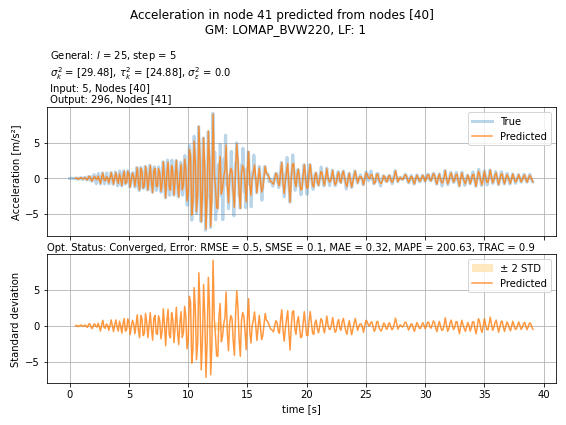 Acceleration in node 41 predicted from nodes [40]
GM: LOMAP_BVW220, LF: 1
General: l = 25, step = 5
σ_k^2 = [29.48], τ_k^2 = [24.88], σ_ε^2 = 0.0
Input: 5, Nodes [40]
Output: 296, Nodes [41]
Acceleration [m/s²]
5
0
−5
True
Predicted
Opt. Status: Converged, Error: RMSE = 0.5, SMSE = 0.1, MAE = 0.32, MAPE = 200.63, TRAC = 0.9
Standard deviation
5
0
−5
± 2 STD
Predicted
0 5 10 15 20 25 30 35 40
time [s]